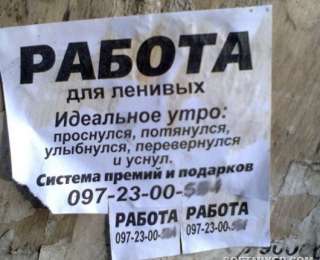 РАБОТА
для ленивых
Идеальное утро:
проснулся, потянулся,
улыбнулся, перевернулся
и уснул.
Система премий и подарков
097-23-00-
РАБОТА РАБОТА
097-23-00- 097-23-00-